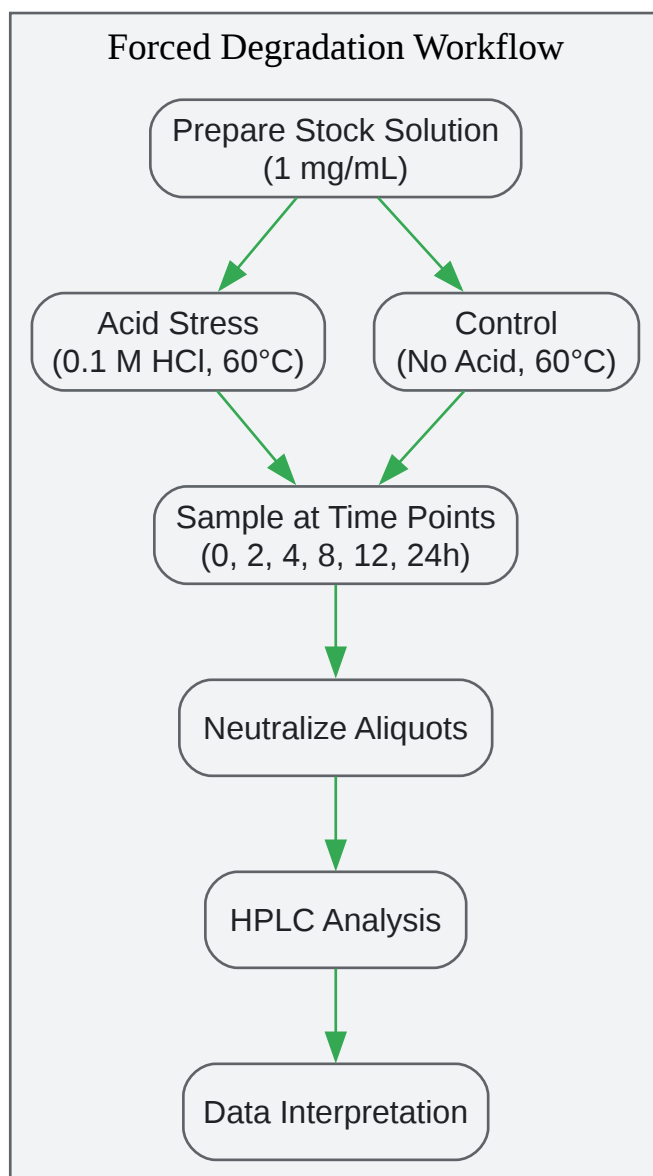 Forced Degradation Workflow
Prepare Stock Solution
(1 mg/mL)
Acid Stress
(0.1 M HCl, 60°C)
Control
(No Acid, 60°C)
Sample at Time Points
(0, 2, 4, 8, 12, 24h)
Neutralize Aliquots
HPLC Analysis
Data Interpretation